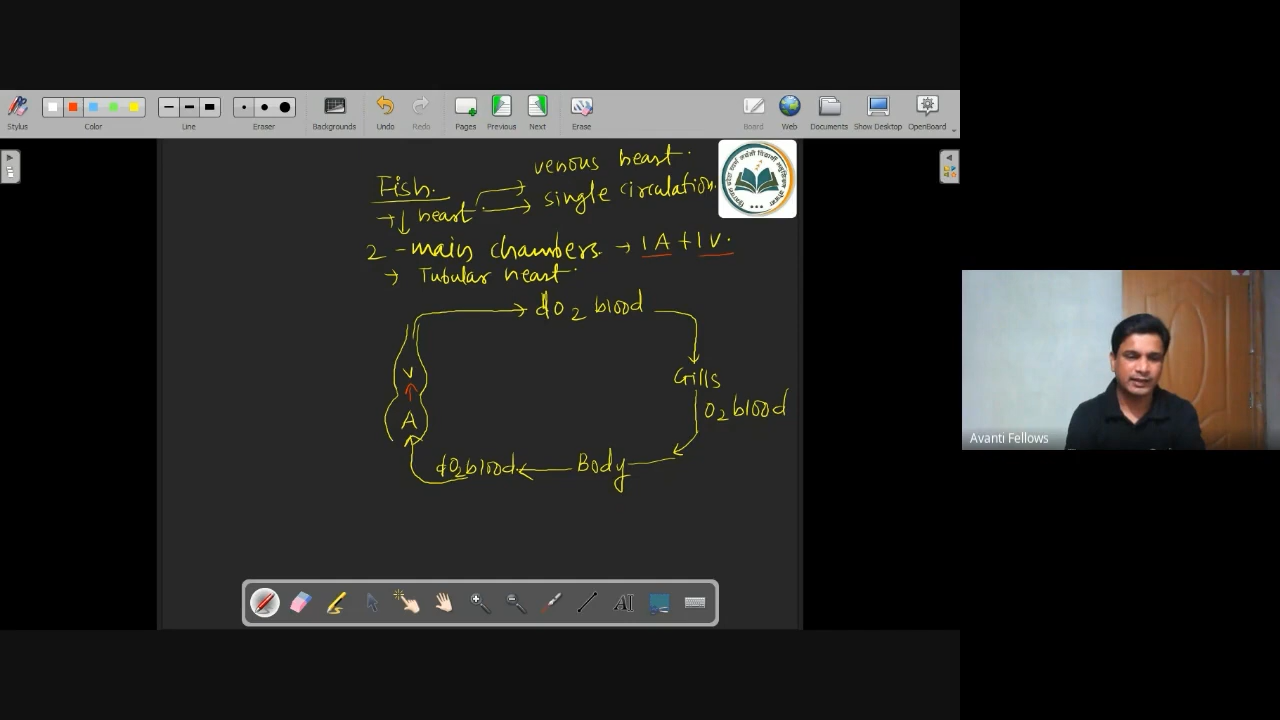 Stylus Color Line Eraser Backgrounds Undo Redo Pages Previous Next Erase Board Web Documents Show Desktop OpenBoard
venous heart.
Fish.
single circulation.
→ heart
2 - main chambers. → 1 A + 1 V.
→ Tubular heart.
dO2 blood
V
Gills
A
O2 blood
dO2 blood. ← Body
Avanti Fellows